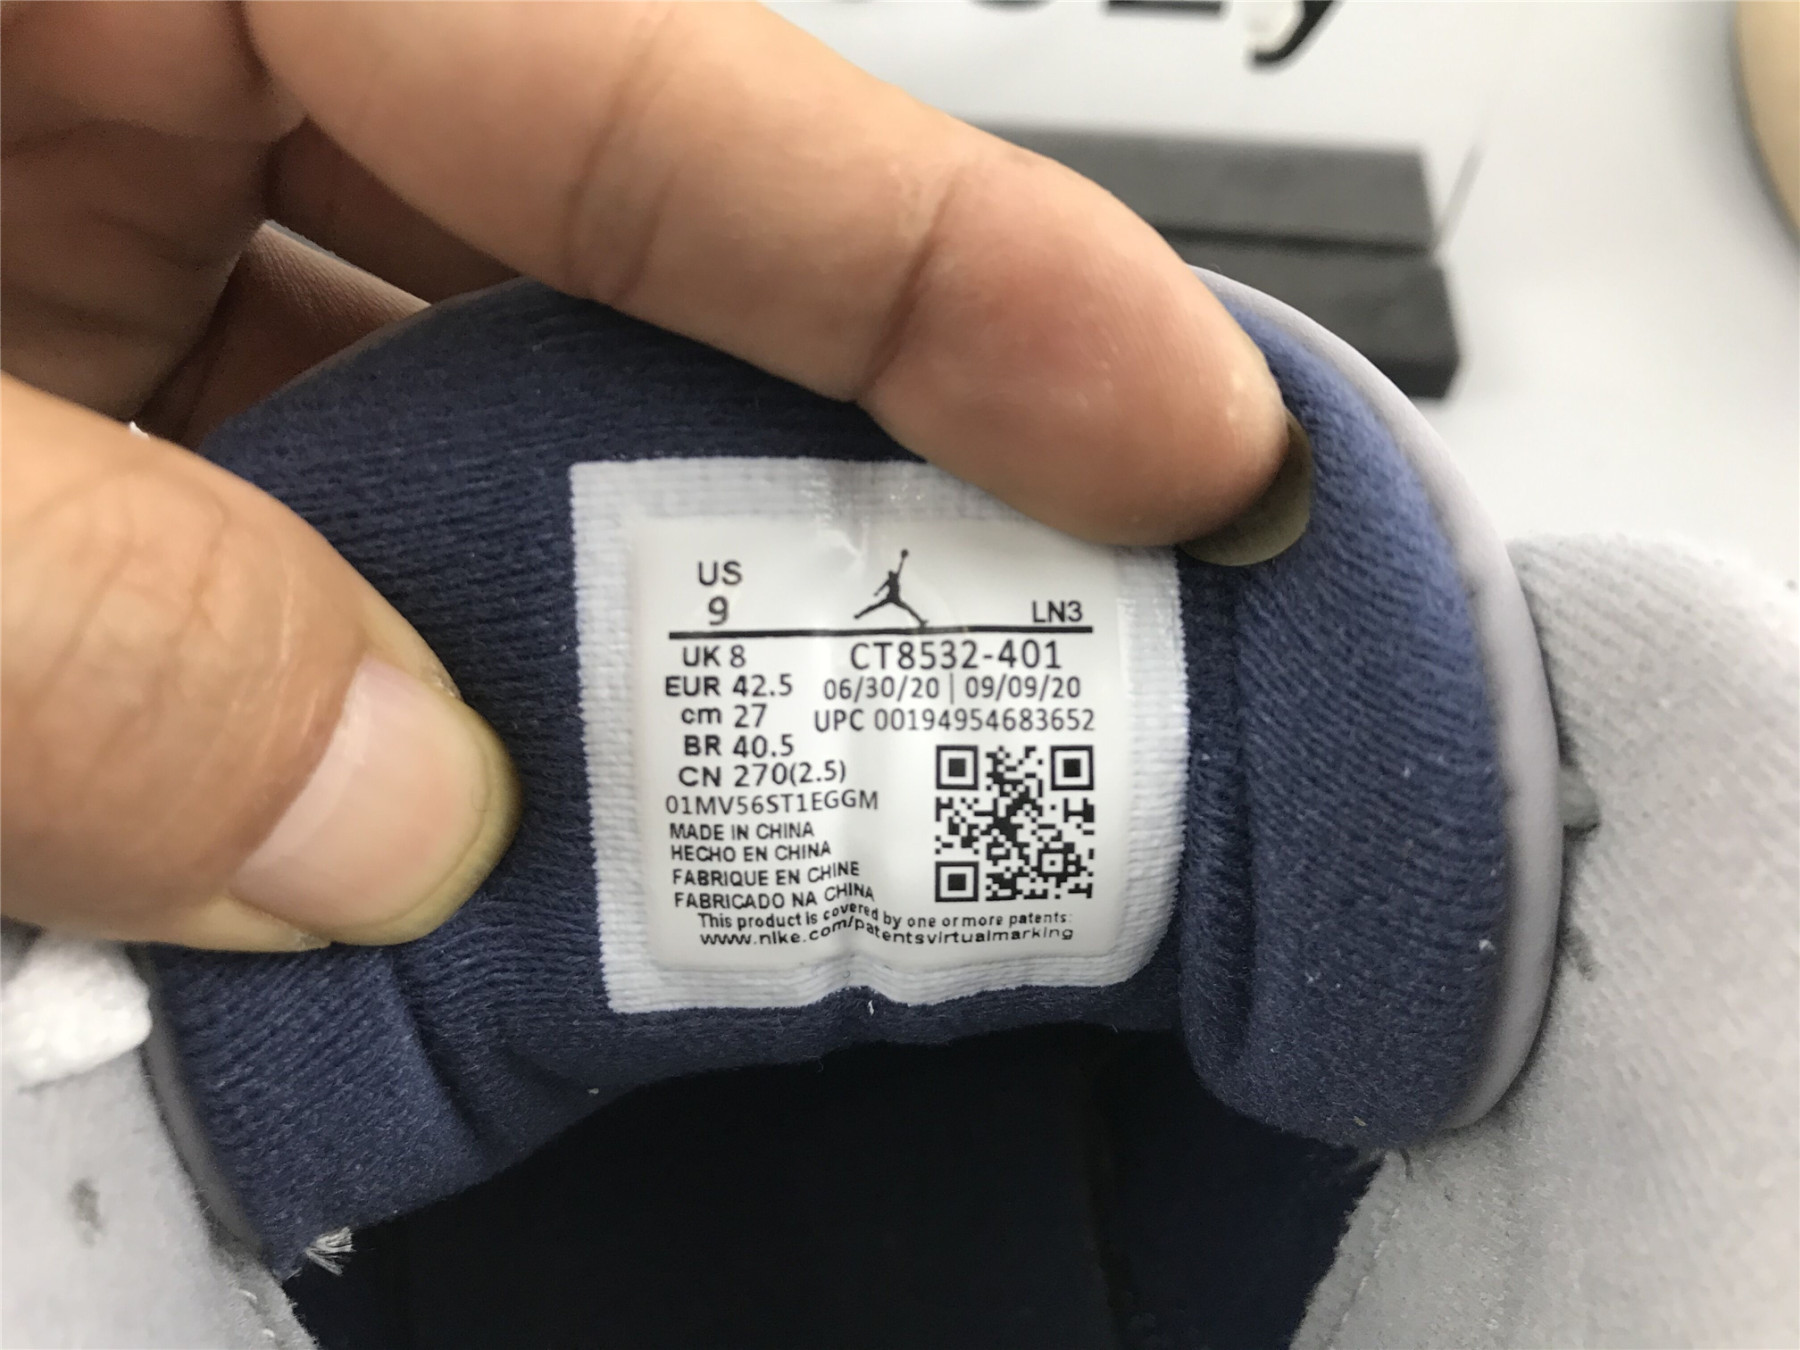 US
9
LN3
UK 8
CT8532-401
EUR 42.5
06/30/20 | 09/09/20
cm 27
UPC 00194954683652
BR 40.5
CN 270(2.5)
01MV56ST1EGGM
MADE IN CHINA
HECHO EN CHINA
FABRIQUE EN CHINE
FABRICADO NA CHINA
This product is covered by one or more patents:
www.nike.com/patentsvirtualmarking